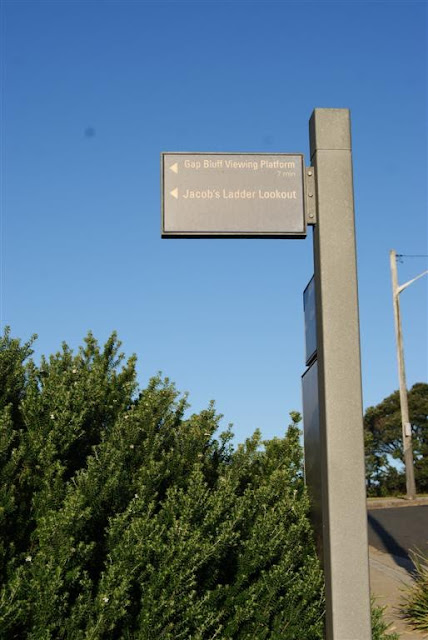 Gap Bluff Viewing Platform
7 min
Jacob's Ladder Lookout